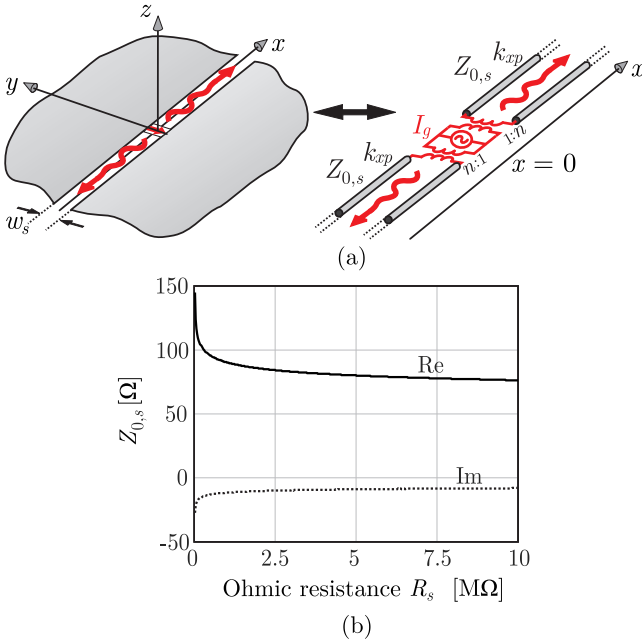 z
x
y
w_s
Z_{0,s}
k_{xp}
I_g
1:n
n:1
Z_{0,s}
k_{xp}
x
x = 0
(a)
150
100
50
0
-50
Z_{0,s} [Ω]
Re
Im
0 2.5 5 7.5 10
Ohmic resistance R_s [MΩ]
(b)